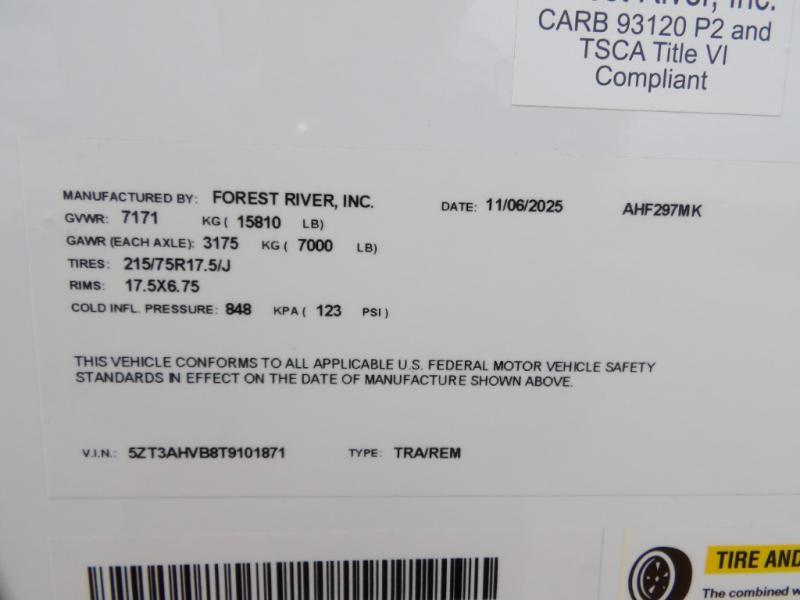 Forest River, Inc.
CARB 93120 P2 and
TSCA Title VI
Compliant
MANUFACTURED BY: FOREST RIVER, INC. DATE: 11/06/2025 AHF297MK
GVWR: 7171 KG ( 15810 LB)
GAWR (EACH AXLE): 3175 KG ( 7000 LB)
TIRES: 215/75R17.5/J
RIMS: 17.5X6.75
COLD INFL. PRESSURE: 848 KPA ( 123 PSI )
THIS VEHICLE CONFORMS TO ALL APPLICABLE U.S. FEDERAL MOTOR VEHICLE SAFETY
STANDARDS IN EFFECT ON THE DATE OF MANUFACTURE SHOWN ABOVE.
V.I.N.: 5ZT3AHVB8T9101871 TYPE: TRA/REM
TIRE AND
The combined w